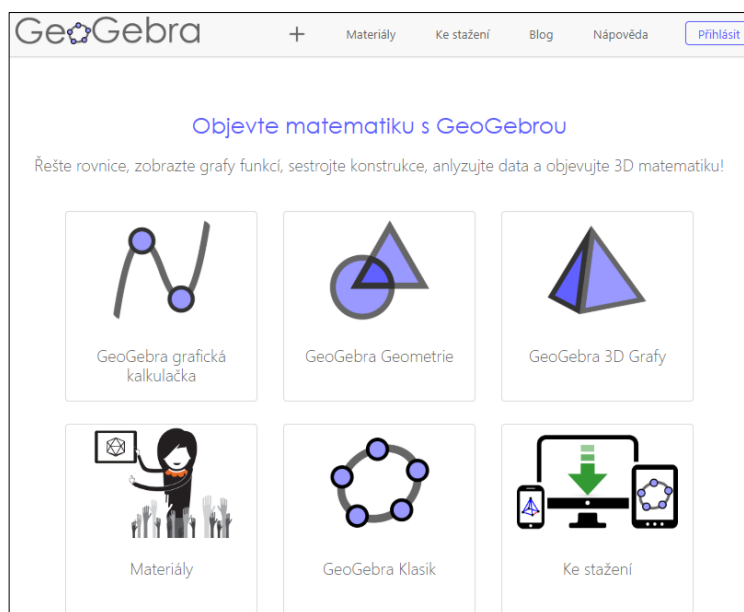 GeoGebra + Materiály Ke stažení Blog Nápověda Přihlásit
Objevte matematiku s GeoGebrou
Řešte rovnice, zobrazte grafy funkcí, sestrojte konstrukce, anlyzujte data a objevujte 3D matematiku!
GeoGebra grafická
kalkulačka
GeoGebra Geometrie
GeoGebra 3D Grafy
Materiály
GeoGebra Klasik
Ke stažení